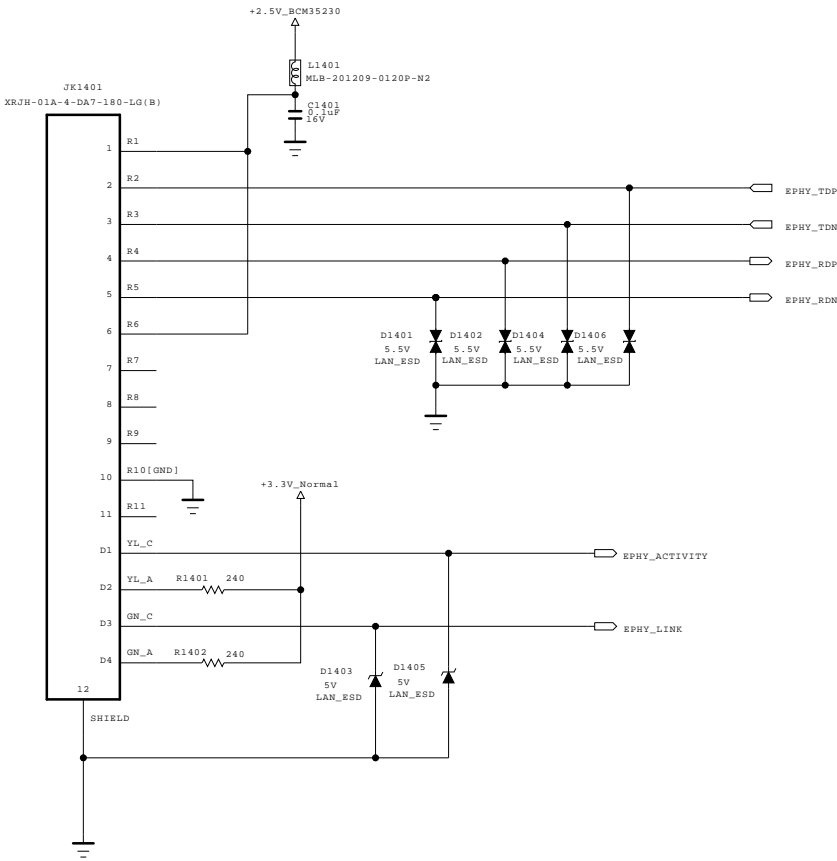 +2.5V_BCM35230
L1401
MLB-201209-0120P-N2
JK1401
XRJH-01A-4-DA7-180-LG(B)
C1401
0.1uF
16V
1 R1
2 R2
EPHY_TDP
3 R3
EPHY_TDN
4 R4
EPHY_RDP
5 R5
EPHY_RDN
6 R6
D1401 D1402 D1404 D1406
5.5V 5.5V 5.5V 5.5V
LAN_ESD LAN_ESD LAN_ESD LAN_ESD
7 R7
8 R8
9 R9
10 R10[GND]
+3.3V_Normal
11 R11
D1 YL_C
EPHY_ACTIVITY
D2 YL_A R1401 240
D3 GN_C
EPHY_LINK
D4 GN_A R1402 240
D1403 D1405
5V 5V
LAN_ESD LAN_ESD
12
SHIELD